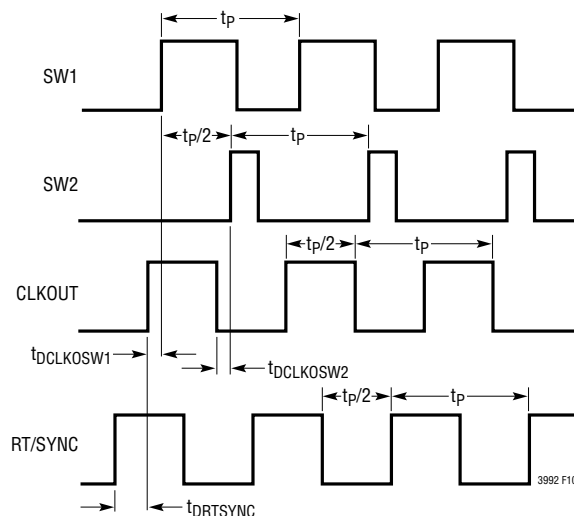 tP
SW1
tP/2
tP
SW2
tP/2
tP
CLKOUT
tDCLKOSW1
tDCLKOSW2
tP/2
tP
RT/SYNC
3992 F10
tDRTSYNC